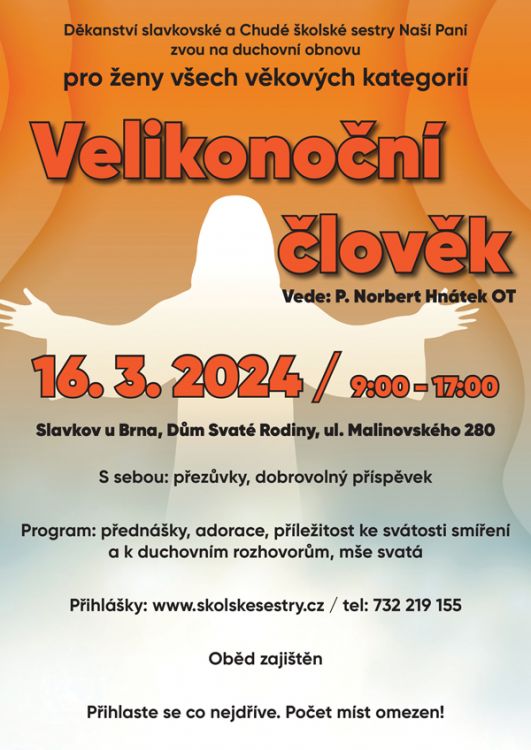 Děkanství slavkovské a Chudé školské sestry Naší Paní
zvou na duchovní obnovu
pro ženy všech věkových kategorií
Velikonoční
člověk
Vede: P. Norbert Hnátek OT
16. 3. 2024 / 9:00 - 17:00
Slavkov u Brna, Dům Svaté Rodiny, ul. Malinovského 280
S sebou: přezůvky, dobrovolný příspěvek
Program: přednášky, adorace, příležitost ke svátosti smíření
a k duchovním rozhovorům, mše svatá
Přihlášky: www.skolskesestry.cz / tel: 732 219 155
Oběd zajištěn
Přihlaste se co nejdříve. Počet míst omezen!